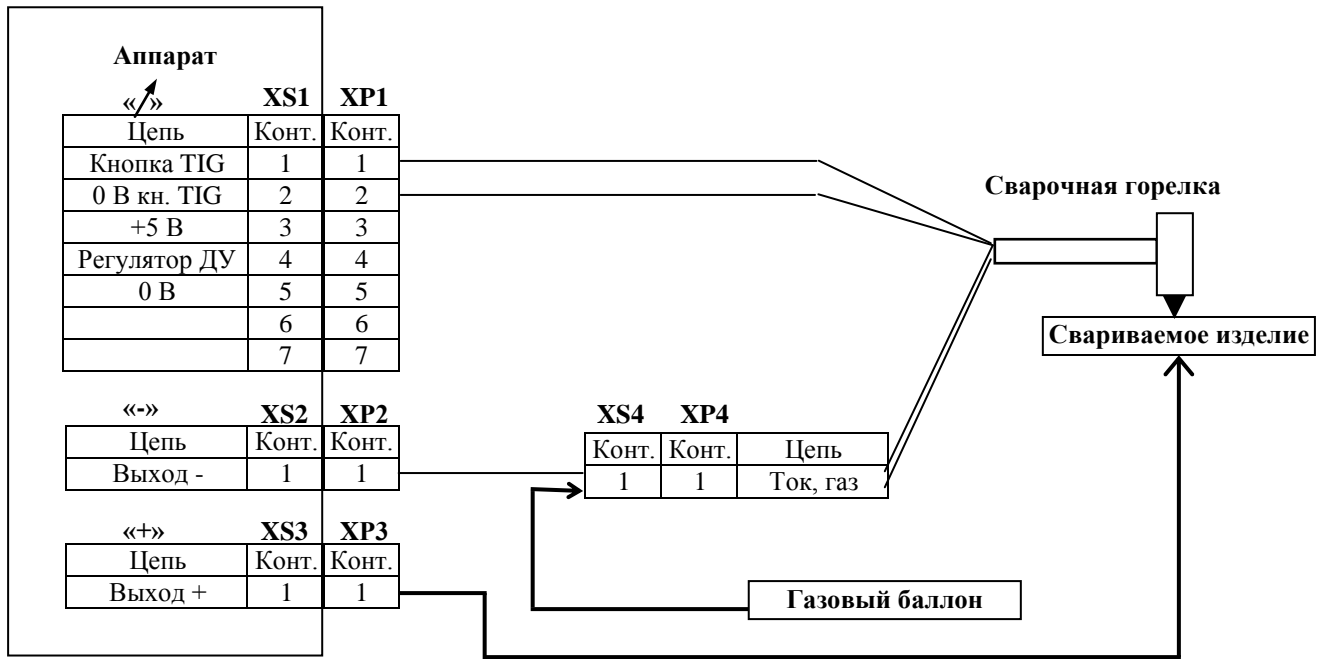 Аппарат
«/»
XS1 XP1
Цепь Конт. Конт.
Кнопка TIG 1 1
0 В кн. TIG 2 2
+5 В 3 3
Регулятор ДУ 4 4
0 В 5 5
6 6
7 7
Сварочная горелка
Свариваемое изделие
«-» XS2 XP2
Цепь Конт. Конт.
Выход - 1 1
XS4 XP4
Конт. Конт. Цепь
1 1 Ток, газ
«+» XS3 XP3
Цепь Конт. Конт.
Выход + 1 1
Газовый баллон